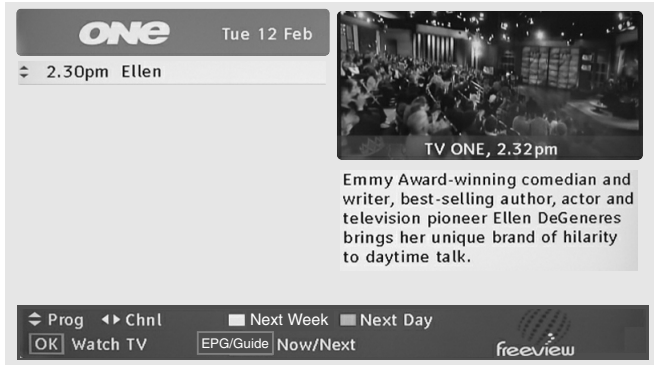 ONE Tue 12 Feb
2.30pm Ellen
TV ONE, 2.32pm
Emmy Award-winning comedian and
writer, best-selling author, actor and
television pioneer Ellen DeGeneres
brings her unique brand of hilarity
to daytime talk.
Prog Chnl Next Week Next Day
OK Watch TV EPG/Guide Now/Next
freeview